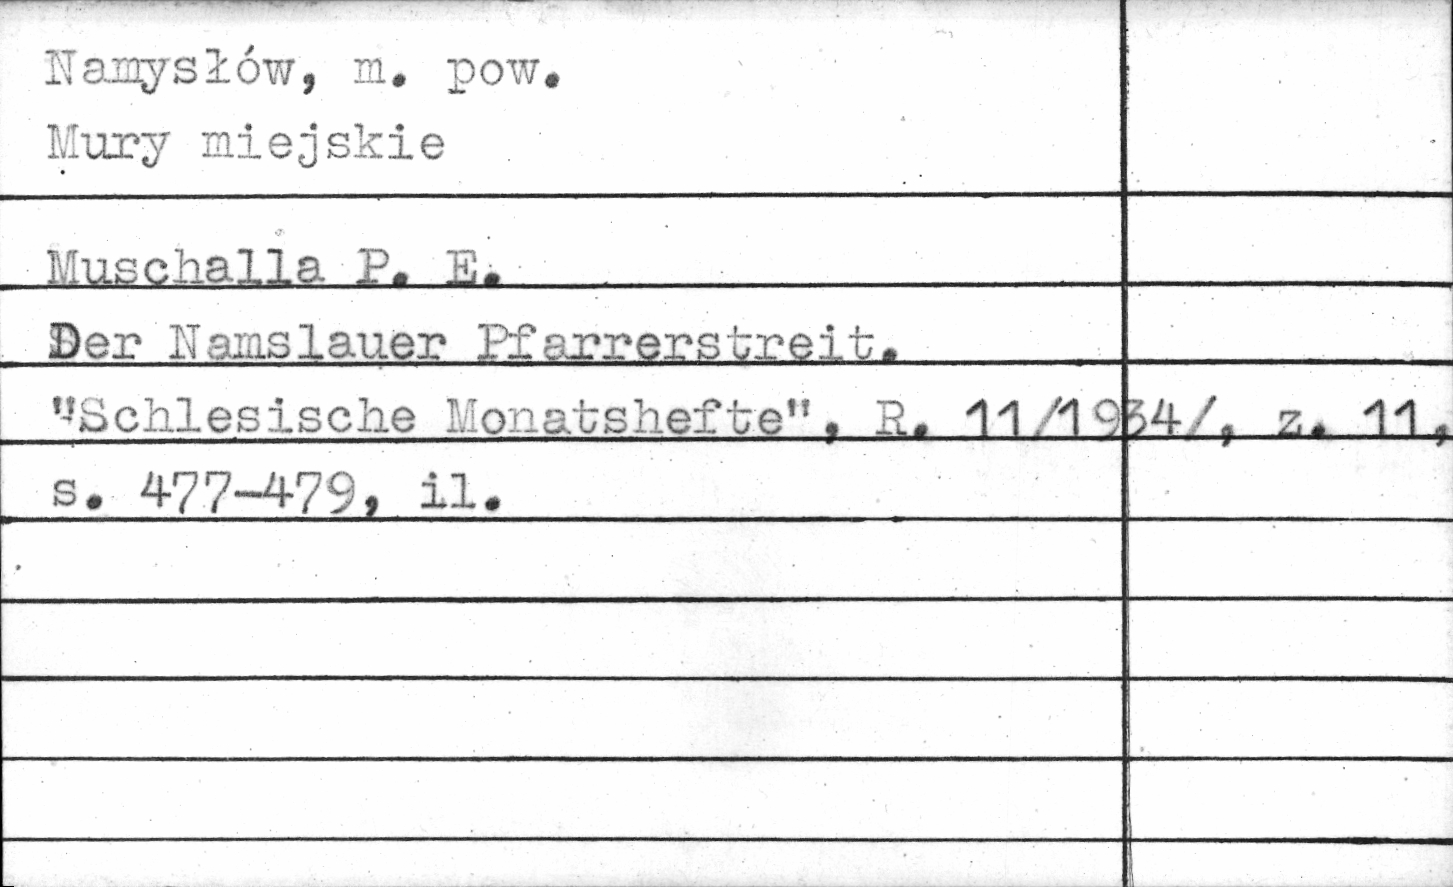 Namysłów, m. pow.
Mury miejskie
Muschalla P. E.
Der Namslauer Pfarrerstreit.
"Schlesische Monatshefte", R. 11/1934/, z. 11,
s. 477-479, il.